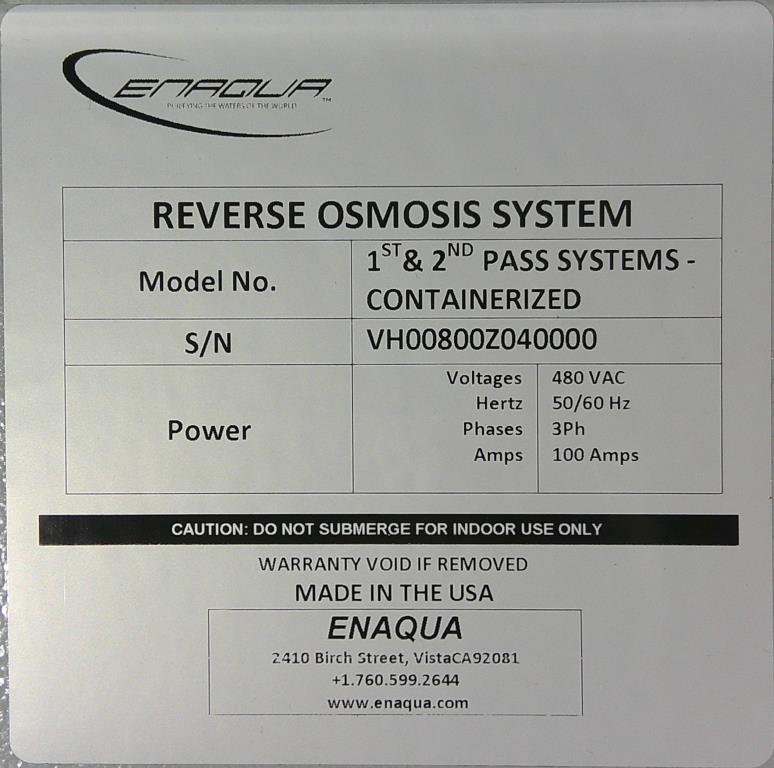 ENAQUA™
PURIFYING THE WATERS OF THE WORLD
REVERSE OSMOSIS SYSTEM
Model No.
1ST & 2ND PASS SYSTEMS -
CONTAINERIZED
S/N
VH00800Z040000
Power
Voltages 480 VAC
Hertz 50/60 Hz
Phases 3Ph
Amps 100 Amps
CAUTION: DO NOT SUBMERGE FOR INDOOR USE ONLY
WARRANTY VOID IF REMOVED
MADE IN THE USA
ENAQUA
2410 Birch Street, VistaCA92081
+1.760.599.2644
www.enaqua.com